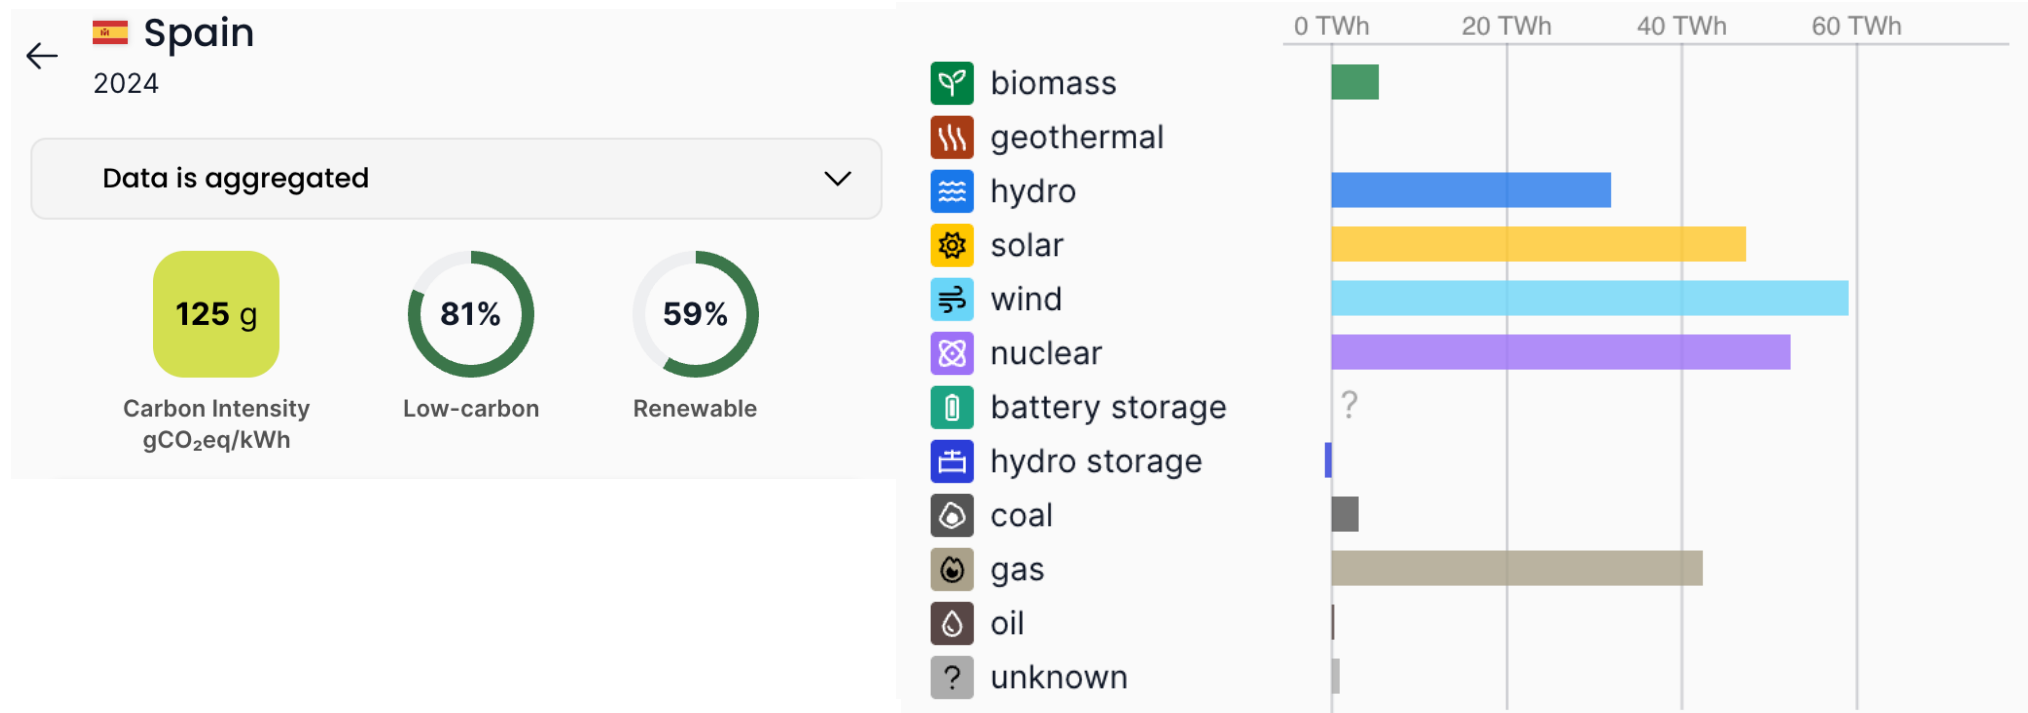 Spain
2024
Data is aggregated
125 g
81%
59%
Carbon Intensity
gCO₂eq/kWh
Low-carbon
Renewable
0 TWh
20 TWh
40 TWh
60 TWh
biomass
geothermal
hydro
solar
wind
nuclear
battery storage
?
hydro storage
coal
gas
oil
?
unknown